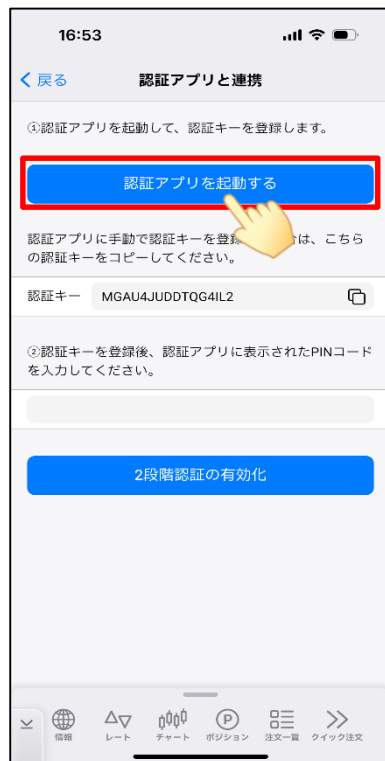 16:53
戻る
認証アプリと連携
①認証アプリを起動して、認証キーを登録します。
認証アプリを起動する
認証アプリに手動で認証キーを登録 は、こちら
の認証キーをコピーしてください。
認証キー MGAU4JUDDTQG4IL2
②認証キーを登録後、認証アプリに表示されたPINコード
を入力してください。
2段階認証の有効化
情報 レート チャート ポジション 注文一覧 クイック注文